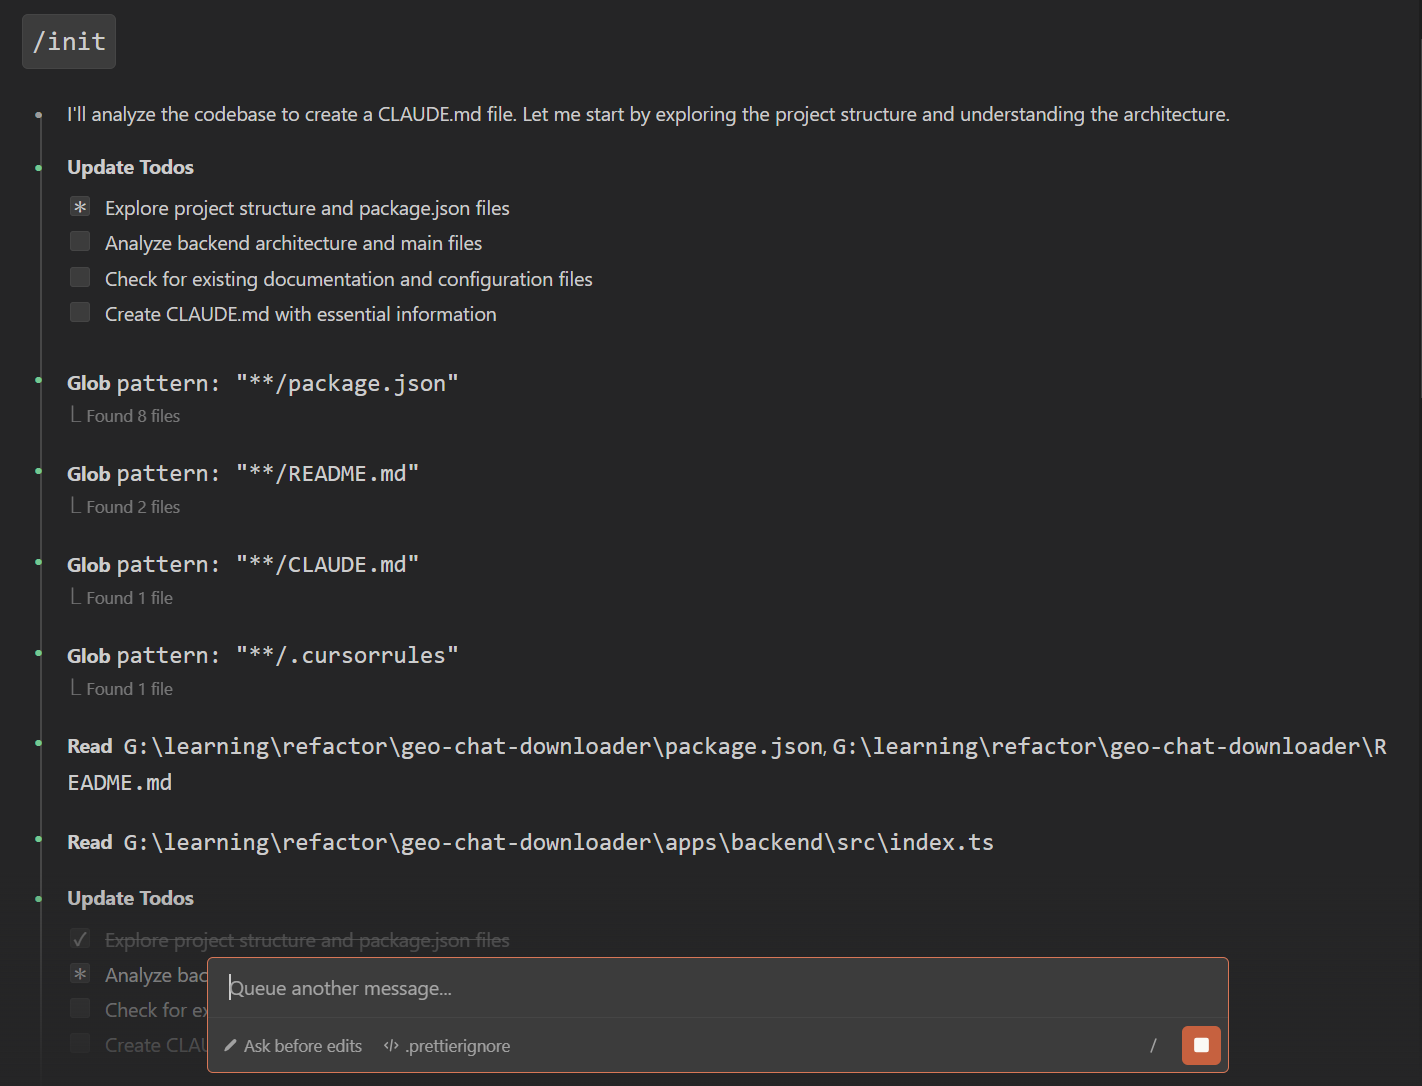 /init
I'll analyze the codebase to create a CLAUDE.md file. Let me start by exploring the project structure and understanding the architecture.
Update Todos
Explore project structure and package.json files
Analyze backend architecture and main files
Check for existing documentation and configuration files
Create CLAUDE.md with essential information
Glob pattern: "**/package.json"
Found 8 files
Glob pattern: "**/README.md"
Found 2 files
Glob pattern: "**/CLAUDE.md"
Found 1 file
Glob pattern: "**/.cursorrules"
Found 1 file
Read G:\learning\refactor\geo-chat-downloader\package.json, G:\learning\refactor\geo-chat-downloader\R
EADME.md
Read G:\learning\refactor\geo-chat-downloader\apps\backend\src\index.ts
Update Todos
Explore project structure and package.json files
Analyze bac
Check for ex
Create CLAU
Queue another message...
Ask before edits </> .prettierignore /